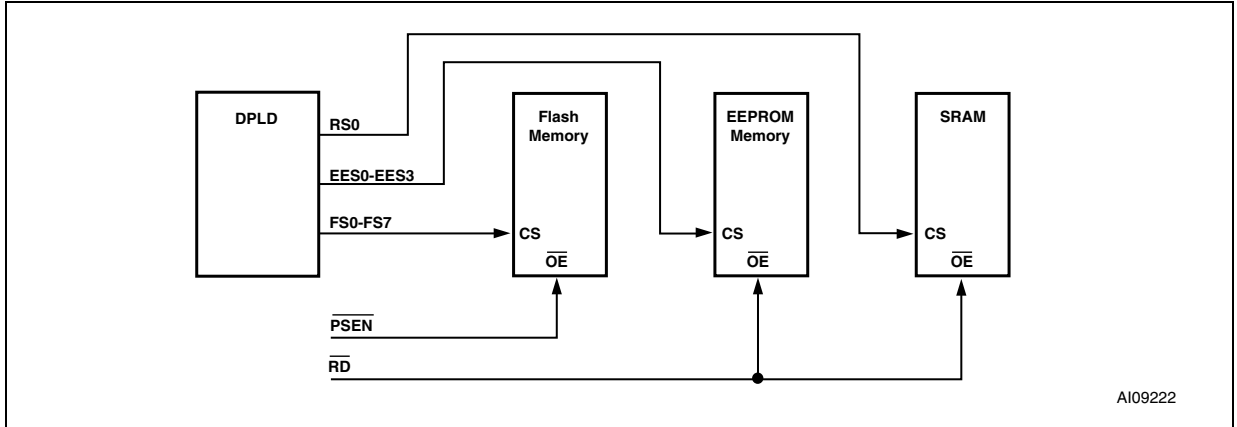 DPLD
RS0
EES0-EES3
FS0-FS7
Flash
Memory
CS
OE
EEPROM
Memory
CS
OE
SRAM
CS
OE
PSEN
RD
AI09222